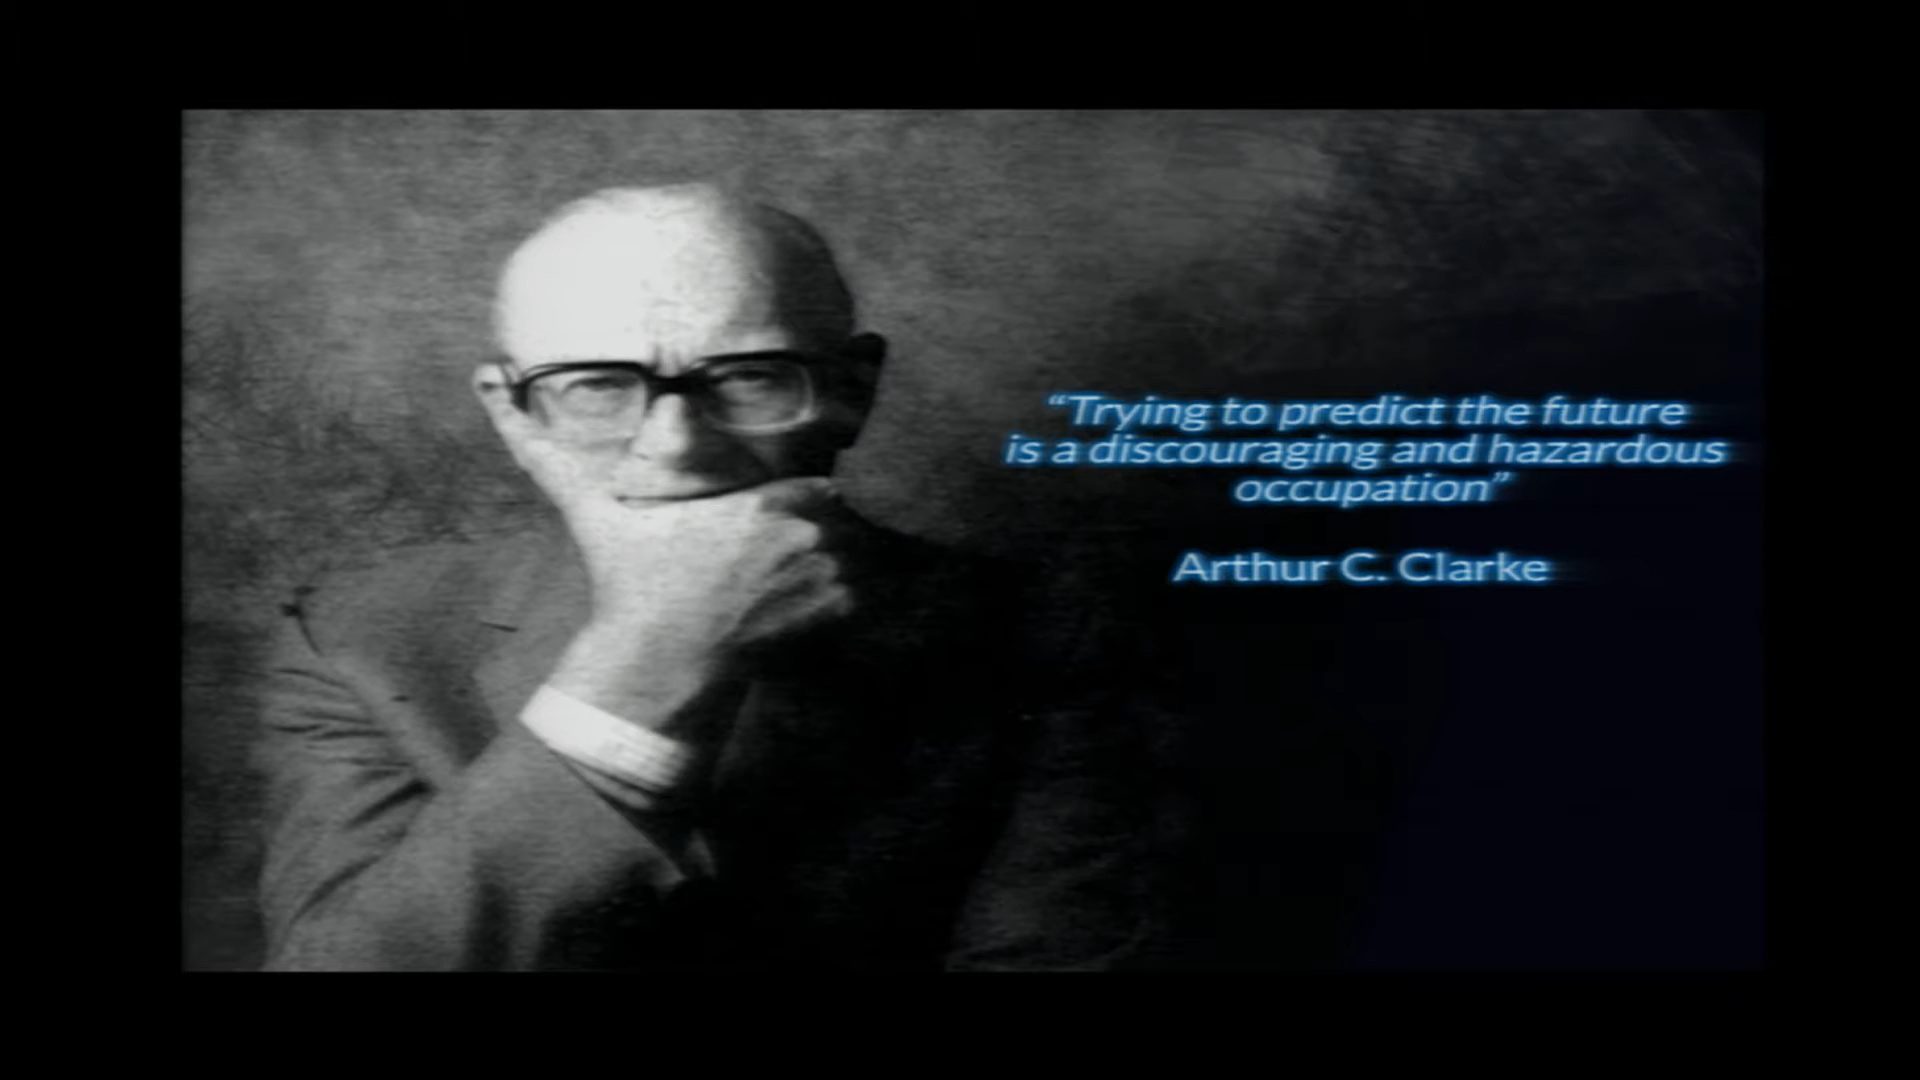 “Trying to predict the future
is a discouraging and hazardous
occupation”
Arthur C. Clarke